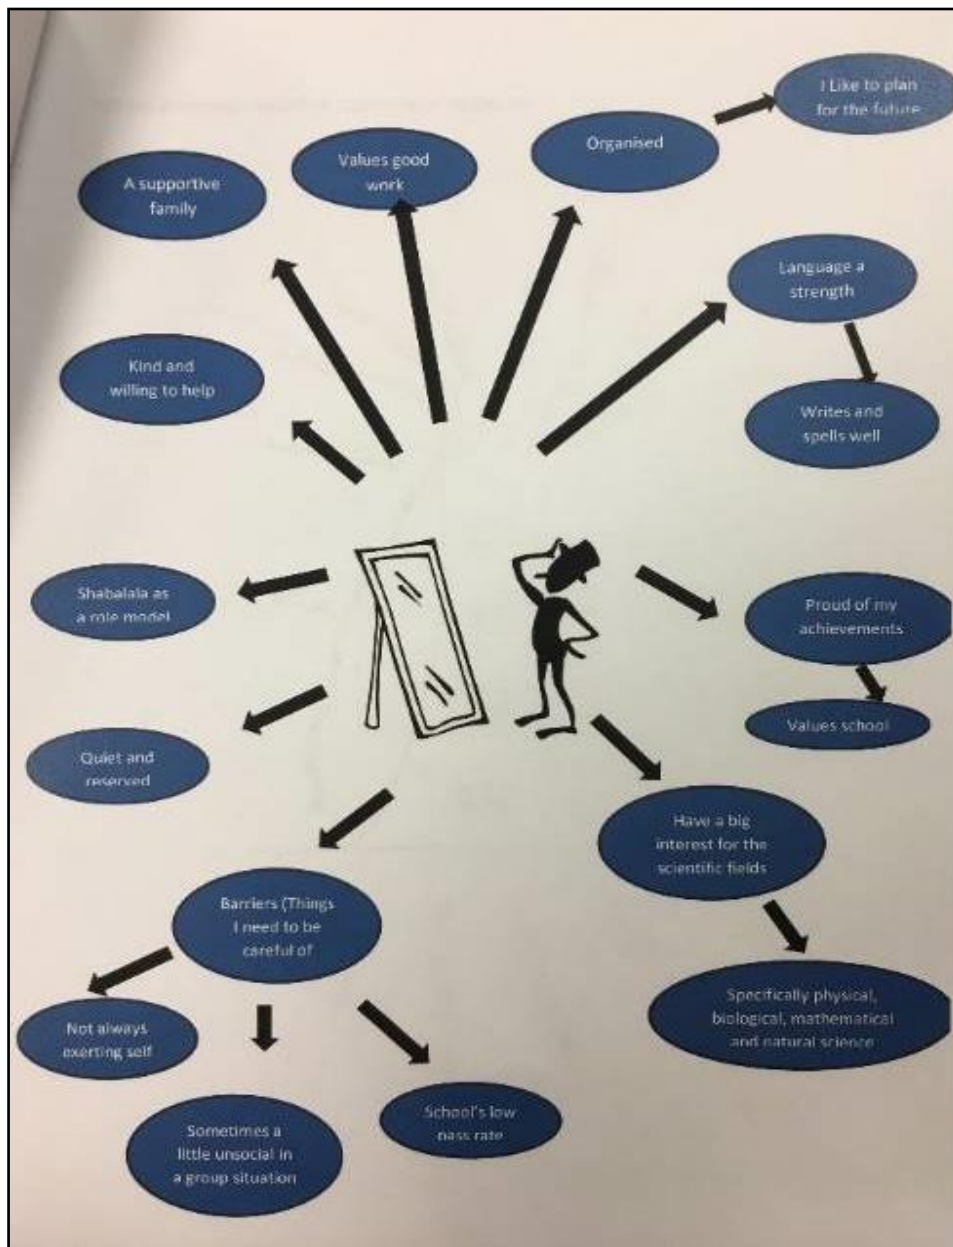 I Like to plan
for the future
Organised
Values good
work
A supportive
family
Language a
strength
Kind and
willing to help
Writes and
spells well
Shabalala as
a role model
Proud of my
achievements
Values school
Quiet and
reserved
Have a big
interest for the
scientific fields
Barriers (Things
I need to be
careful of
Specifically physical,
biological, mathematical
and natural science
Not always
exerting self
School's low
pass rate
Sometimes a
little unsocial in
a group situation